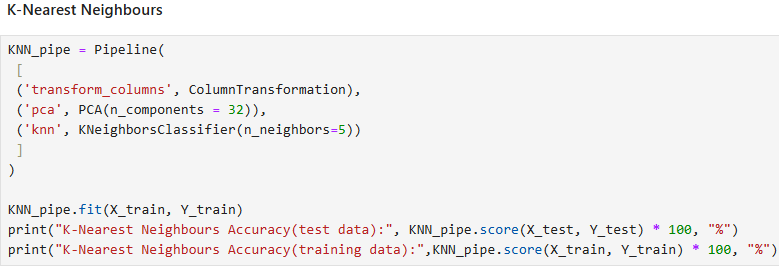 K-Nearest Neighbours
KNN_pipe = Pipeline(
 [
 ('transform_columns', ColumnTransformation),
 ('pca', PCA(n_components = 32)),
 ('knn', KNeighborsClassifier(n_neighbors=5))
 ]
)
KNN_pipe.fit(X_train, Y_train)
print("K-Nearest Neighbours Accuracy(test data):", KNN_pipe.score(X_test, Y_test) * 100, "%")
print("K-Nearest Neighbours Accuracy(training data):",KNN_pipe.score(X_train, Y_train) * 100, "%")